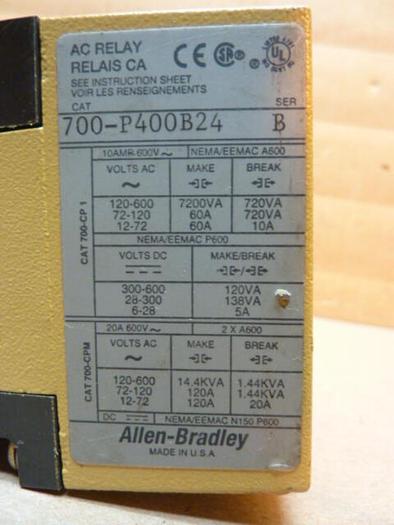 AC RELAY
RELAIS CA
SEE INSTRUCTION SHEET
VOIR LES RENSEIGNEMENTS
CAT SER
700-P400B24 B
10AMP. 600V~ NEMA/EEMAC A600
VOLTS AC MAKE BREAK
~
120-600 7200VA 720VA
72-120 60A 720VA
12-72 60A 10A
CAT 700-CP 1
NEMA/EEMAC P600
VOLTS DC MAKE/BREAK
300-600 120VA
28-300 138VA
6-28 5A
20A 600V~ 2 X A600
VOLTS AC MAKE BREAK
~
120-600 14.4KVA 1.44KVA
72-120 120A 1.44KVA
12-72 120A 20A
CAT 700-CPM
DC NEMA/EEMAC N150 P600
Allen-Bradley
MADE IN U.S.A.